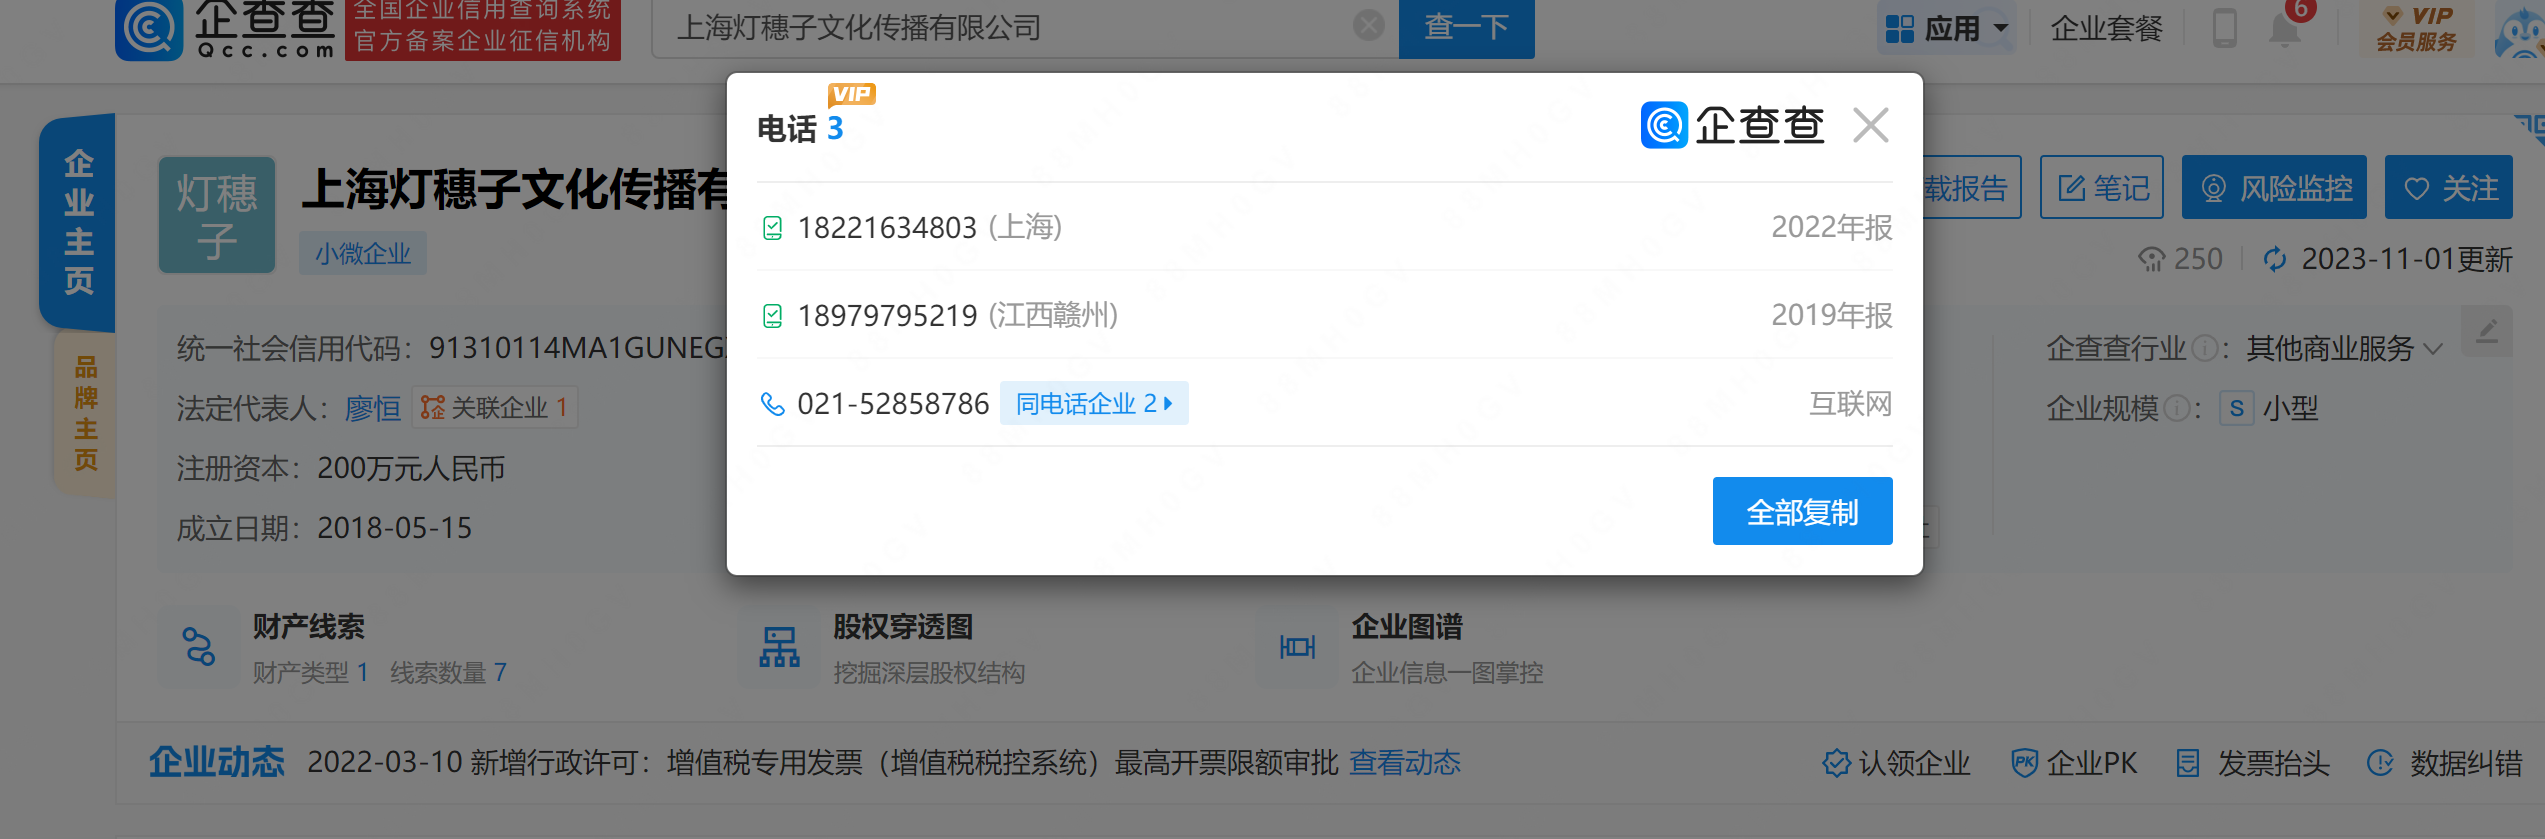 企查查
Qcc.com
全国企业信用查询系统
官方备案企业征信机构
上海灯穗子文化传播有限公司
查一下
应用
企业套餐
6
VIP
会员服务
企业主页
品牌主页
灯穗子
上海灯穗子文化传播有
小微企业
载报告
笔记
风险监控
关注
250
2023-11-01更新
统一社会信用代码：91310114MA1GUNEG
法定代表人：廖恒 关联企业 1
注册资本：200万元人民币
成立日期：2018-05-15
企查查行业：其他商业服务
企业规模：S 小型
电话 3
VIP
企查查
18221634803 (上海) 2022年报
18979795219 (江西赣州) 2019年报
021-52858786 同电话企业 2 互联网
全部复制
财产线索
财产类型 1 线索数量 7
股权穿透图
挖掘深层股权结构
企业图谱
企业信息一图掌控
企业动态 2022-03-10 新增行政许可：增值税专用发票（增值税税控系统）最高开票限额审批 查看动态
认领企业
PK 企业PK
发票抬头
数据纠错